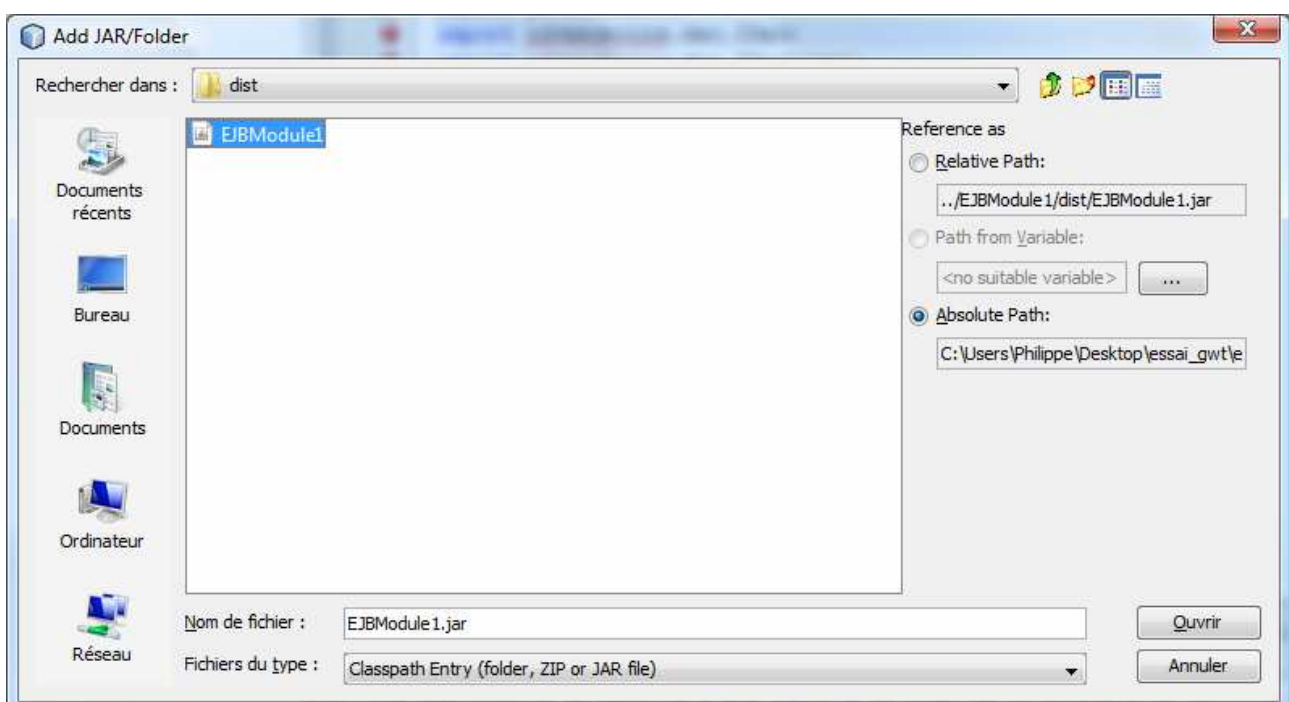 Add JAR/Folder
Rechercher dans :
dist
EJBModule1
Documents
récents
Bureau
Documents
Ordinateur
Réseau
Reference as
Relative Path:
../EJBModule1/dist/EJBModule1.jar
Path from Variable:
<no suitable variable>
...
Absolute Path:
C:\Users\Philippe\Desktop\essai_gwt\e
Nom de fichier :
EJBModule1.jar
Ouvrir
Fichiers du type :
Classpath Entry (folder, ZIP or JAR file)
Annuler